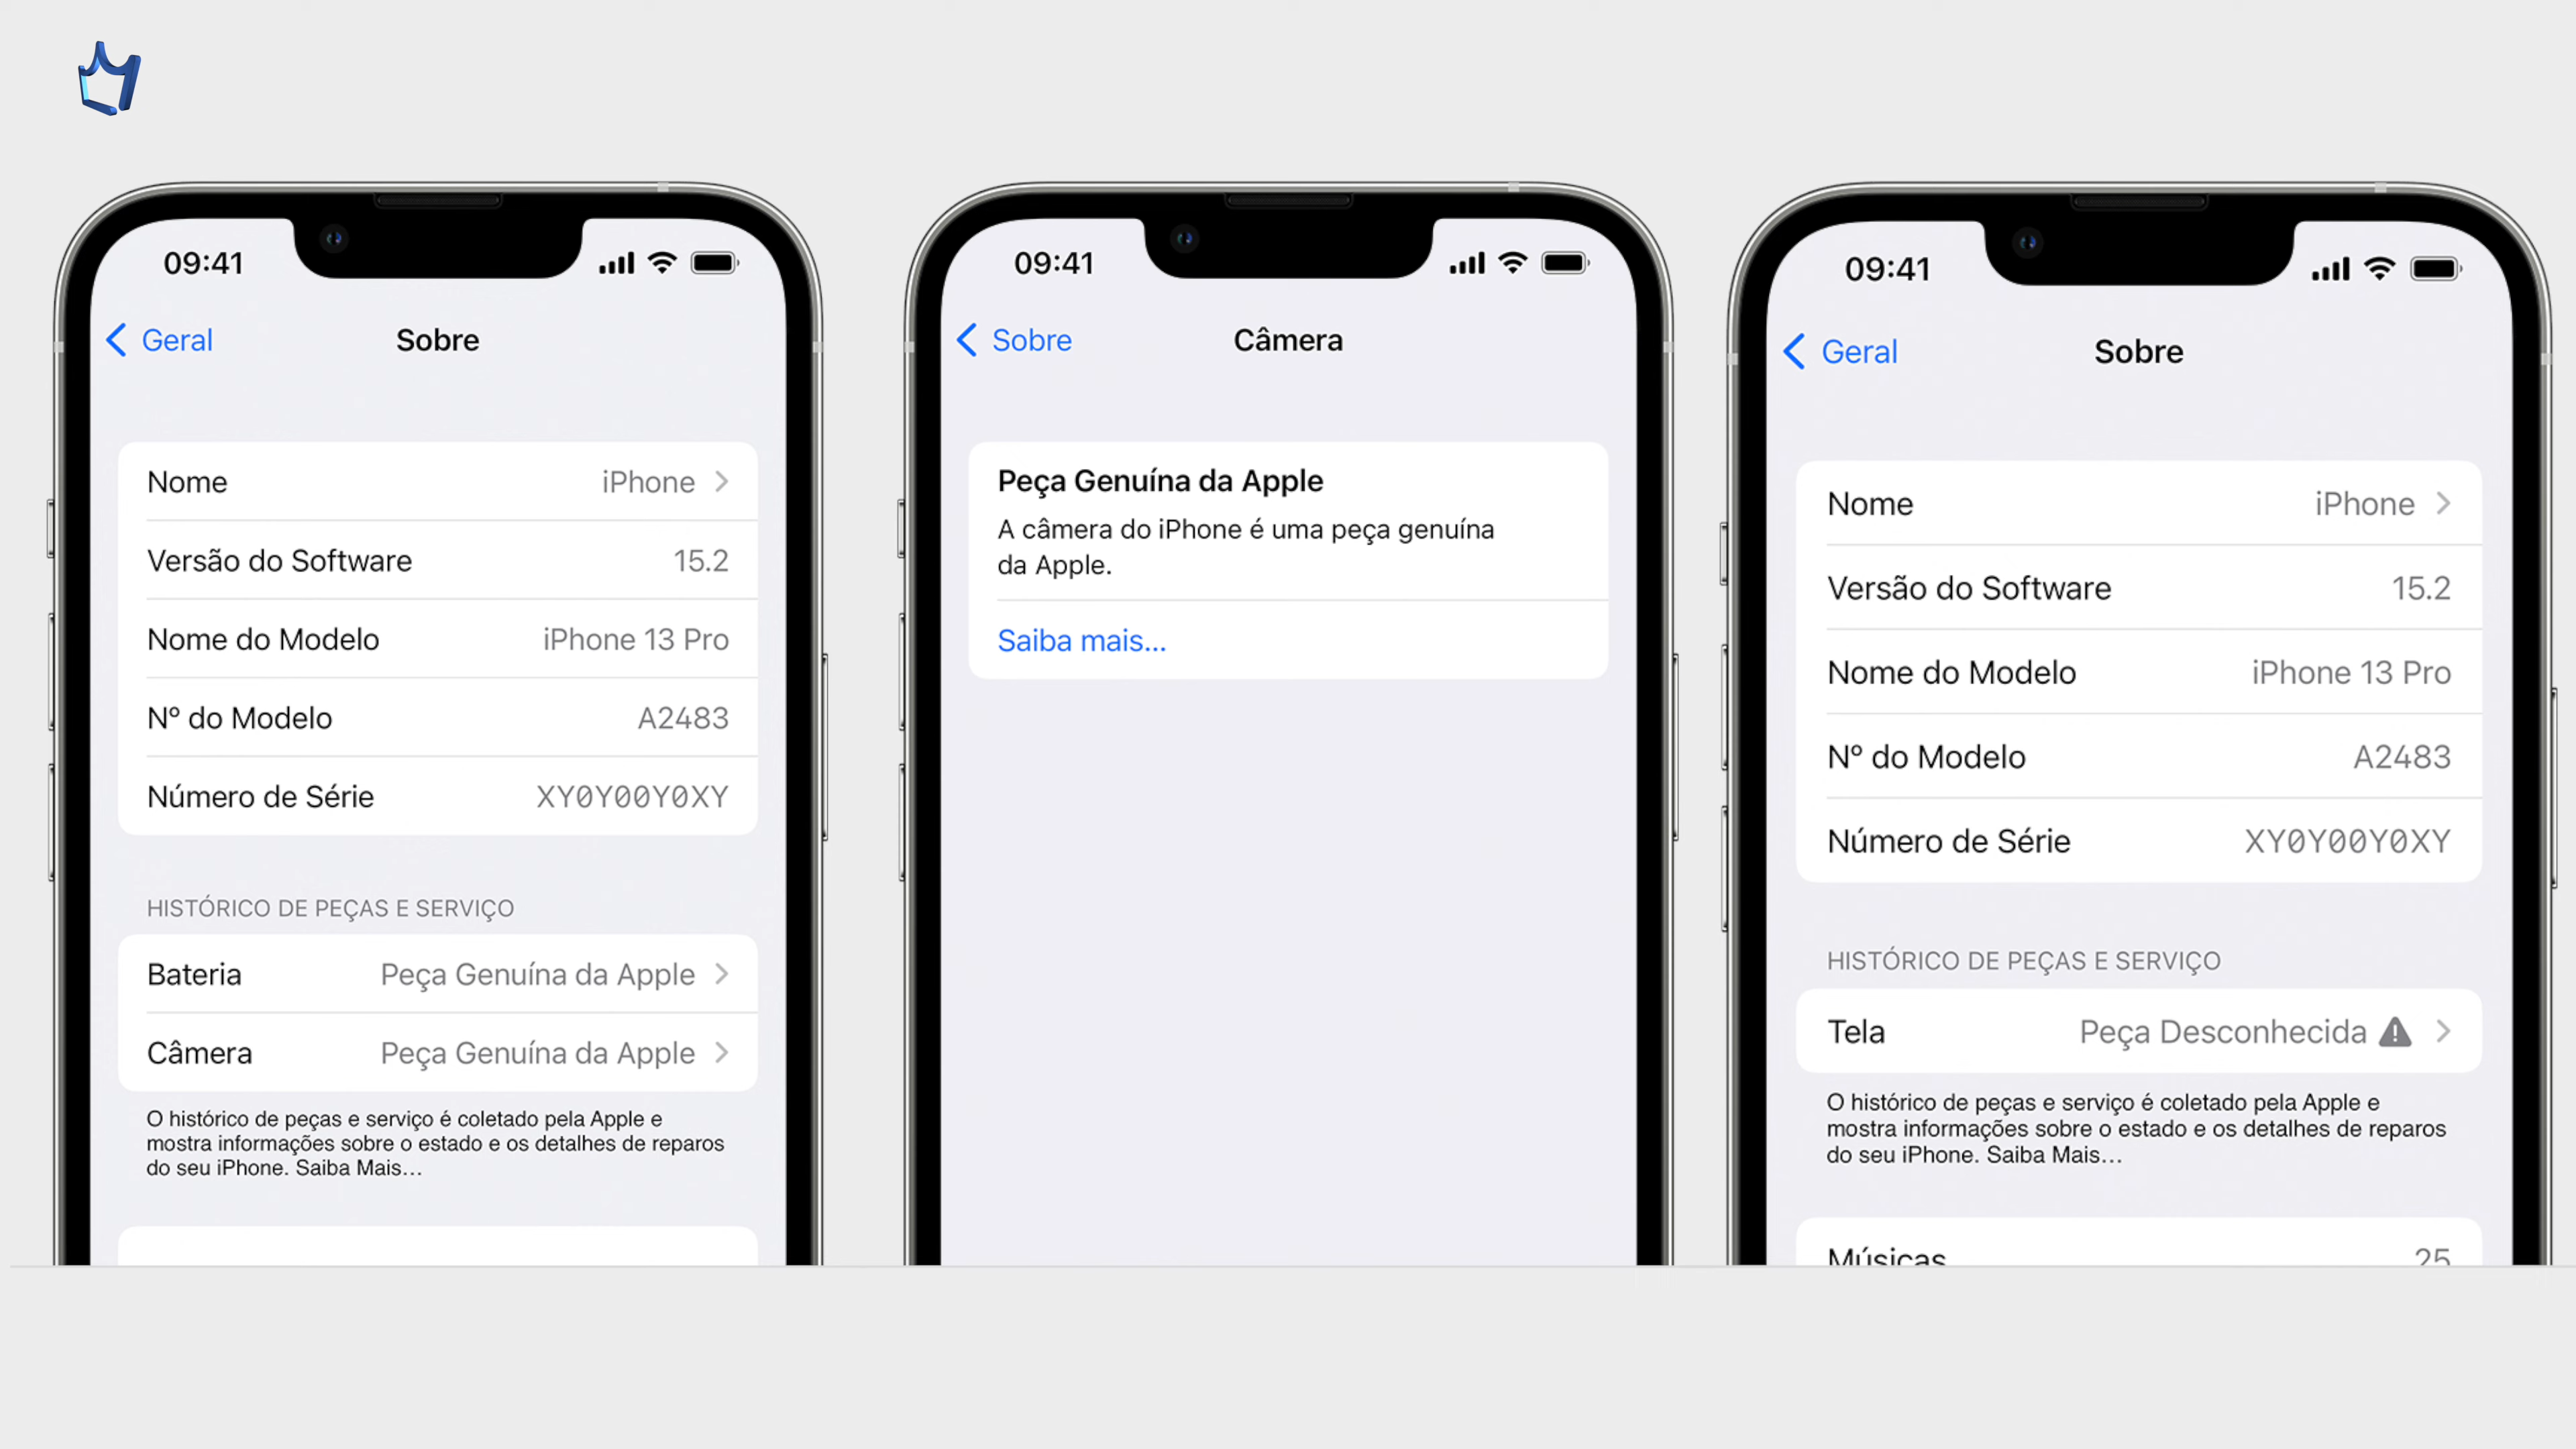 09:41
Geral
Sobre
Nome iPhone
Versão do Software 15.2
Nome do Modelo iPhone 13 Pro
Nº do Modelo A2483
Número de Série XY0Y00Y0XY
HISTÓRICO DE PEÇAS E SERVIÇO
Bateria Peça Genuína da Apple
Câmera Peça Genuína da Apple
O histórico de peças e serviço é coletado pela Apple e
mostra informações sobre o estado e os detalhes de reparos
do seu iPhone. Saiba Mais...
09:41
Sobre
Câmera
Peça Genuína da Apple
A câmera do iPhone é uma peça genuína
da Apple.
Saiba mais...
09:41
Geral
Sobre
Nome iPhone
Versão do Software 15.2
Nome do Modelo iPhone 13 Pro
Nº do Modelo A2483
Número de Série XY0Y00Y0XY
HISTÓRICO DE PEÇAS E SERVIÇO
Tela Peça Desconhecida
O histórico de peças e serviço é coletado pela Apple e
mostra informações sobre o estado e os detalhes de reparos
do seu iPhone. Saiba Mais...
Músicas 25